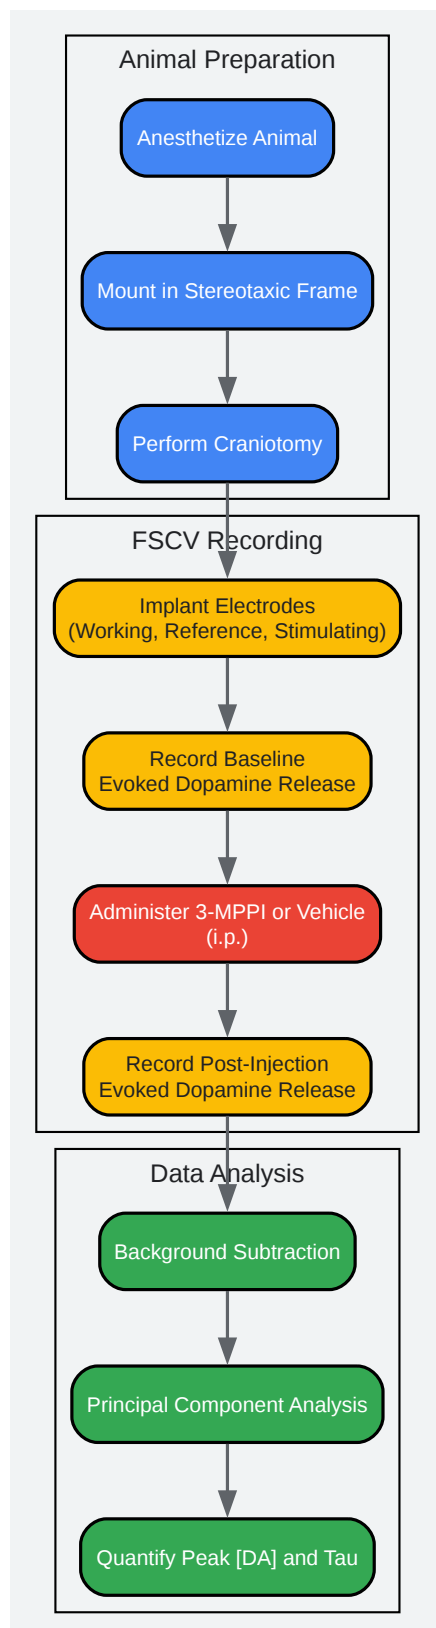 Animal Preparation
Anesthetize Animal
Mount in Stereotaxic Frame
Perform Craniotomy
FSCV Recording
Implant Electrodes
(Working, Reference, Stimulating)
Record Baseline
Evoked Dopamine Release
Administer 3-MPPI or Vehicle
(i.p.)
Record Post-Injection
Evoked Dopamine Release
Data Analysis
Background Subtraction
Principal Component Analysis
Quantify Peak [DA] and Tau